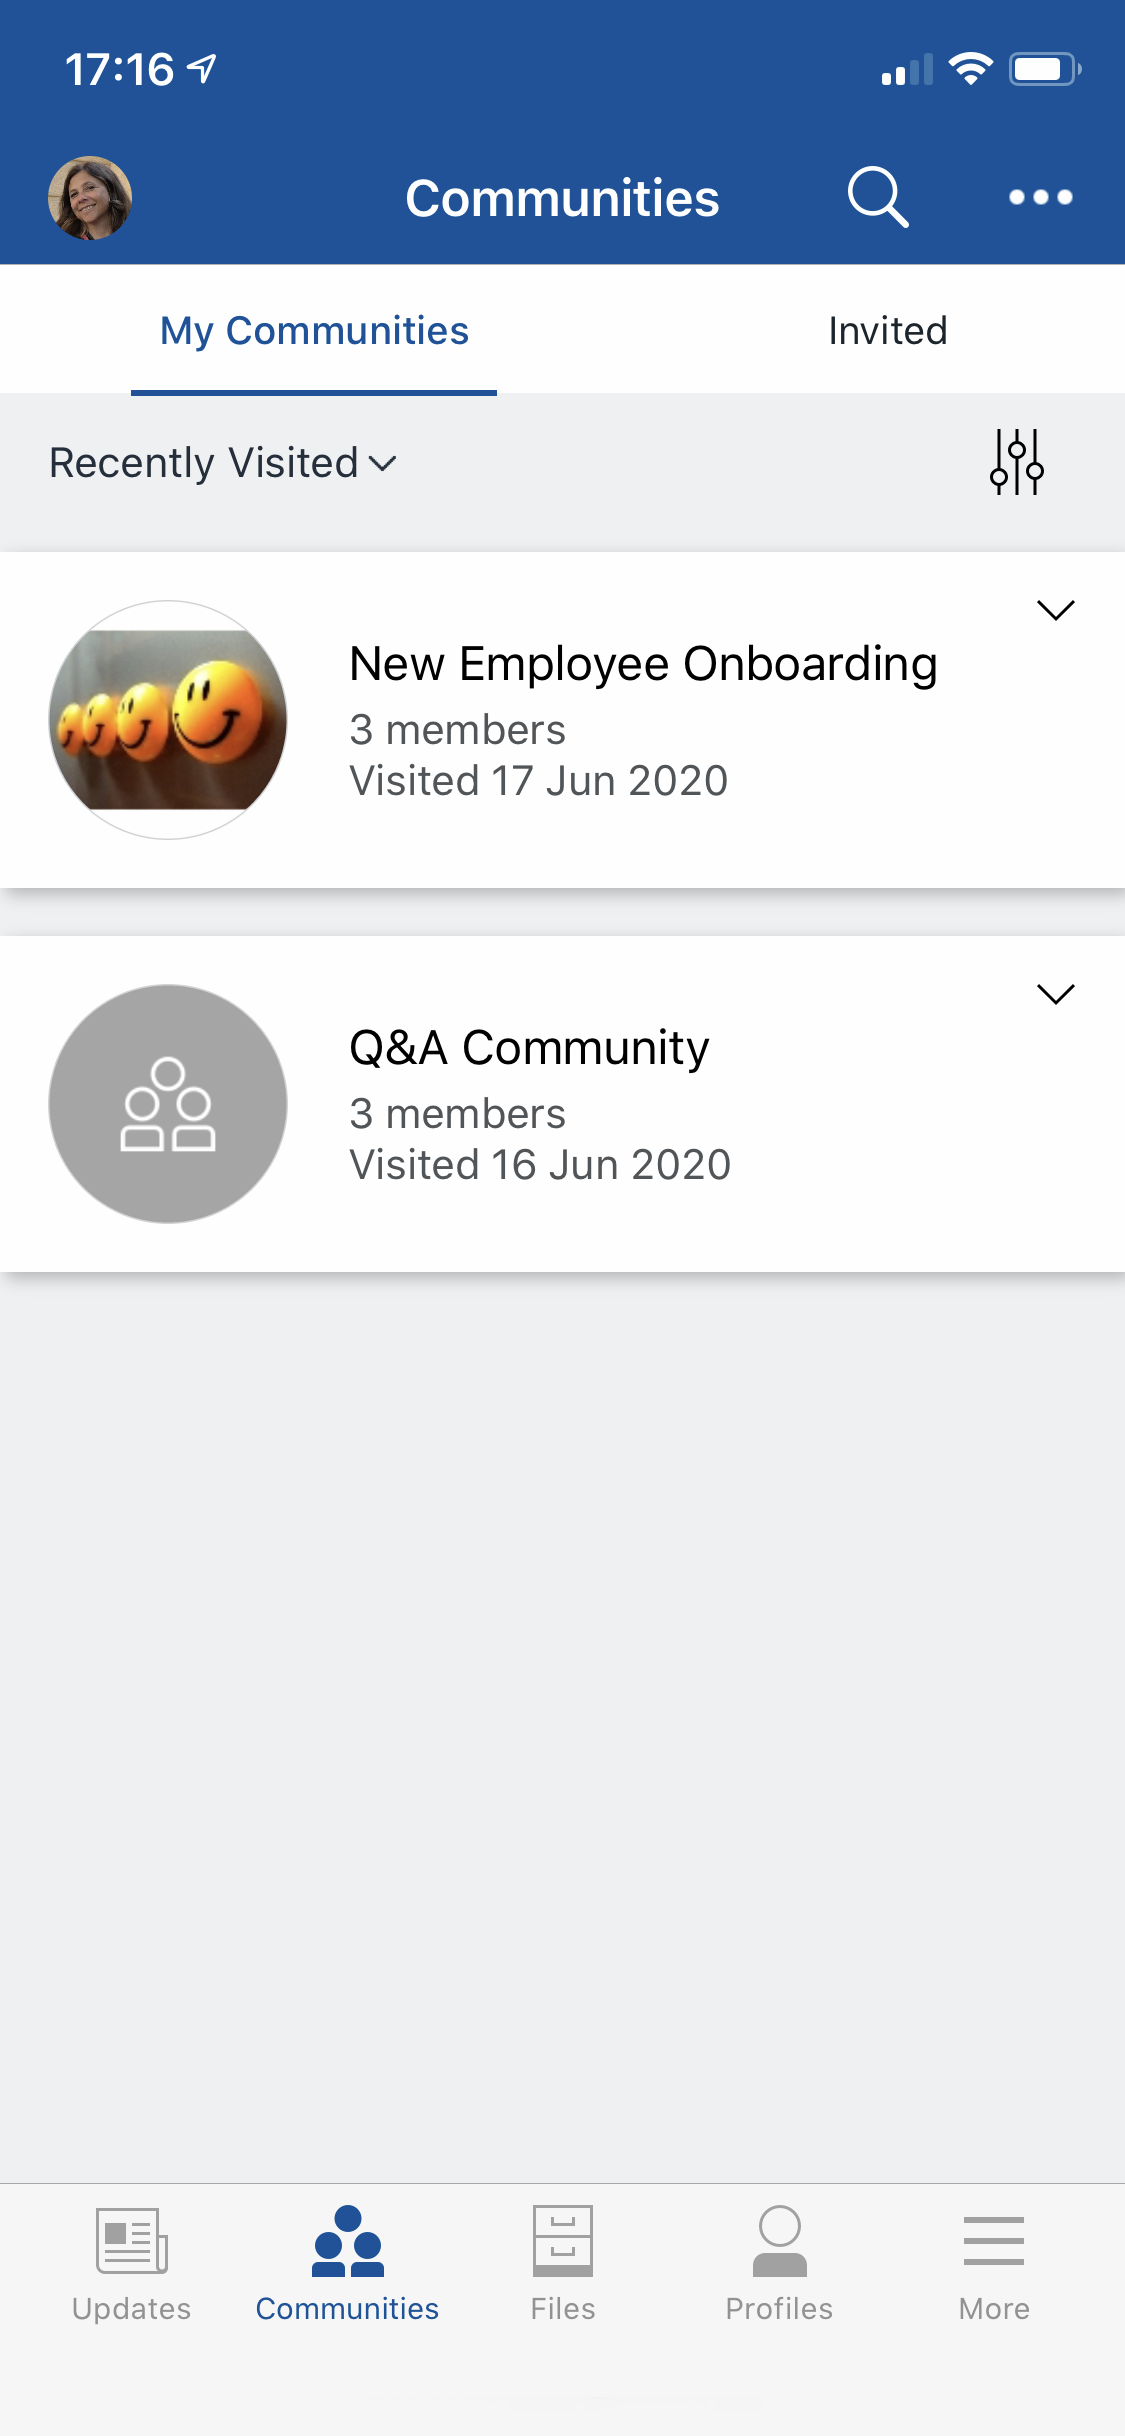 17:16
Communities
My Communities
Invited
Recently Visited
New Employee Onboarding
3 members
Visited 17 Jun 2020
Q&A Community
3 members
Visited 16 Jun 2020
Updates
Communities
Files
Profiles
More